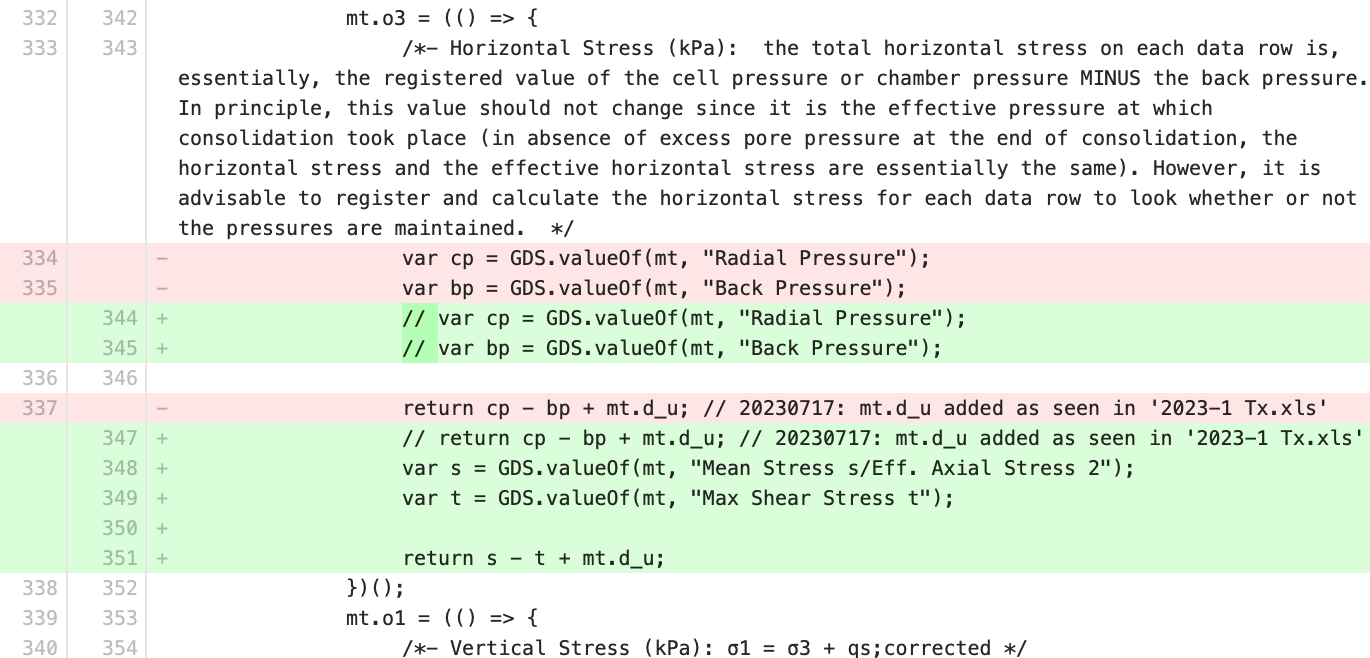 332 342 mt.o3 = (() => {
333 343 /*– Horizontal Stress (kPa):  the total horizontal stress on each data row is,
essentially, the registered value of the cell pressure or chamber pressure MINUS the back pressure.
In principle, this value should not change since it is the effective pressure at which
consolidation took place (in absence of excess pore pressure at the end of consolidation, the
horizontal stress and the effective horizontal stress are essentially the same). However, it is
advisable to register and calculate the horizontal stress for each data row to look whether or not
the pressures are maintained.  */
334 - var cp = GDS.valueOf(mt, "Radial Pressure");
335 - var bp = GDS.valueOf(mt, "Back Pressure");
344 + // var cp = GDS.valueOf(mt, "Radial Pressure");
345 + // var bp = GDS.valueOf(mt, "Back Pressure");
336 346
337 - return cp - bp + mt.d_u; // 20230717: mt.d_u added as seen in '2023-1 Tx.xls'
347 + // return cp - bp + mt.d_u; // 20230717: mt.d_u added as seen in '2023-1 Tx.xls'
348 + var s = GDS.valueOf(mt, "Mean Stress s/Eff. Axial Stress 2");
349 + var t = GDS.valueOf(mt, "Max Shear Stress t");
350 +
351 + return s - t + mt.d_u;
338 352 })();
339 353 mt.o1 = (() => {
340 354 /*– Vertical Stress (kPa): σ1 = σ3 + qs;corrected */